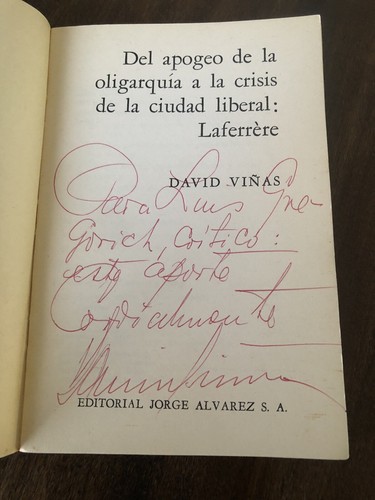 Del apogeo de la
oligarquía a la crisis
de la ciudad liberal:
Laferrère
DAVID VIÑAS
Para Luis Gre
gorich, crítico:
este aporte
Cordialmente
EDITORIAL JORGE ALVAREZ S. A.